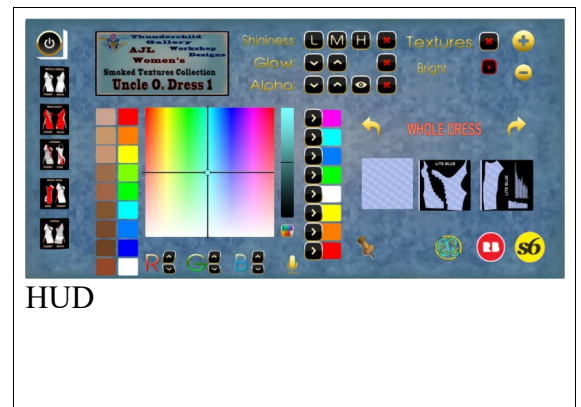 Thunderchild
Gallery
AJL Workshop
Designs
Women's
Smoked Textures Collection
Uncle O. Dress 1
Shininess: L M H
Glow:
Alpha:
Textures
Bright
WHOLE DRESS
LITE BLUE
LITE BLUE
R G B
RB
s6
HUD